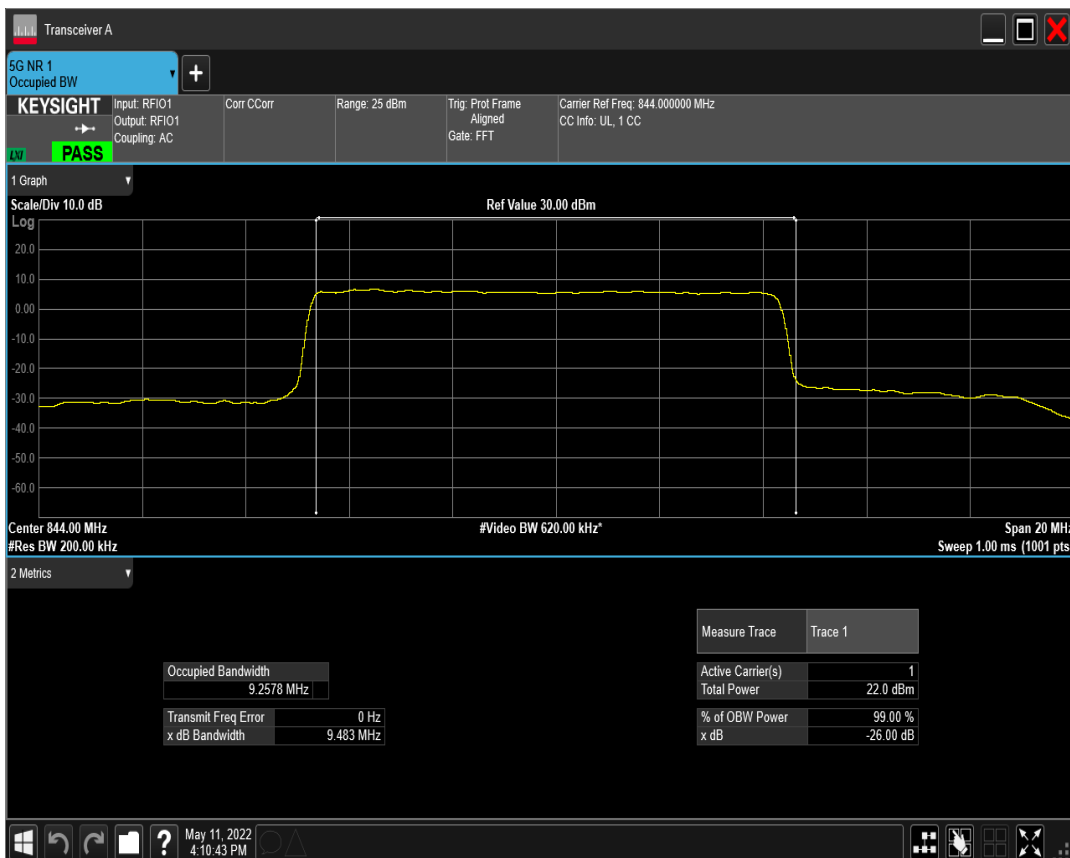 Transceiver A
5G NR 1
Occupied BW
+
KEYSIGHT
LXI
PASS
Input: RFIO1
Output: RFIO1
Coupling: AC
Corr CCorr
Range: 25 dBm
Trig: Prot Frame
Aligned
Gate: FFT
Carrier Ref Freq: 844.000000 MHz
CC Info: UL, 1 CC
1 Graph
Scale/Div 10.0 dB
Ref Value 30.00 dBm
Log
20.0
10.0
0.00
-10.0
-20.0
-30.0
-40.0
-50.0
-60.0
Center 844.00 MHz
#Video BW 620.00 kHz*
Span 20 MHz
#Res BW 200.00 kHz
Sweep 1.00 ms (1001 pts
2 Metrics
Measure Trace Trace 1
Occupied Bandwidth
9.2578 MHz
Active Carrier(s) 1
Total Power 22.0 dBm
Transmit Freq Error 0 Hz
x dB Bandwidth 9.483 MHz
% of OBW Power 99.00 %
x dB -26.00 dB
?
May 11, 2022
4:10:43 PM